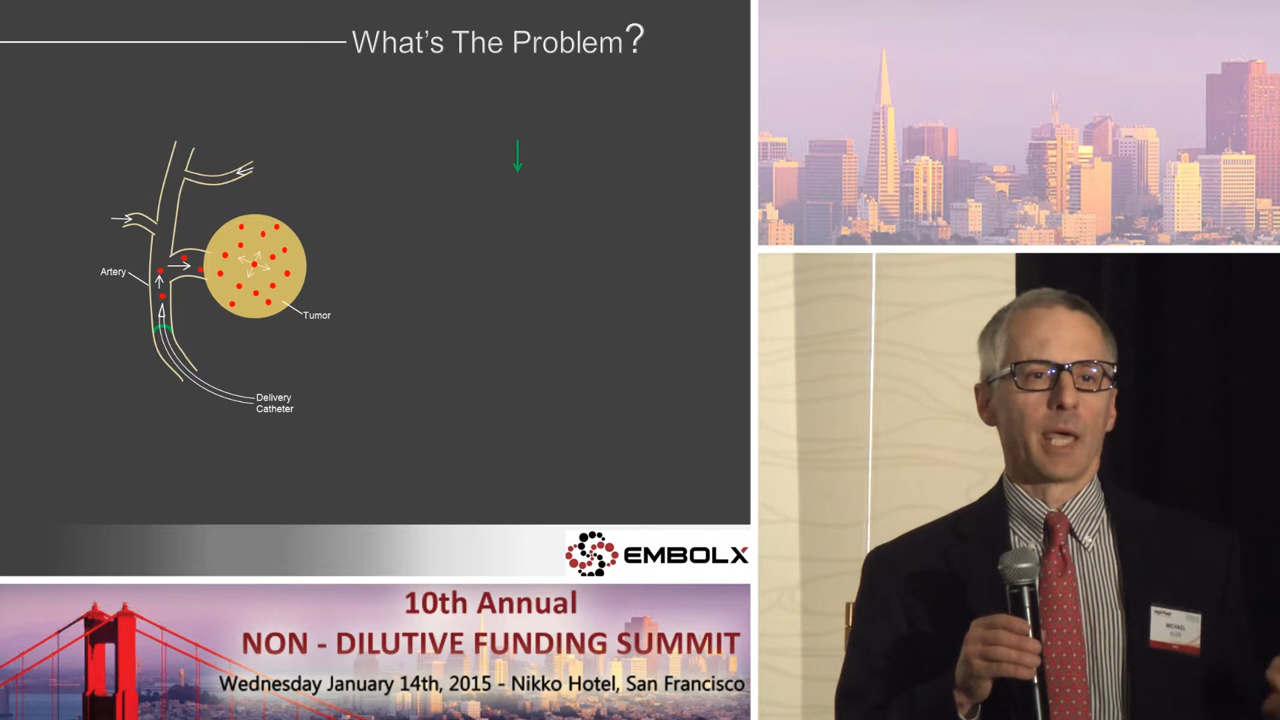 What's The Problem?
Artery
Tumor
Delivery
Catheter
EMBOLX
10th Annual
NON - DILUTIVE FUNDING SUMMIT
Wednesday January 14th, 2015 - Nikko Hotel, San Francisco
MICHAEL